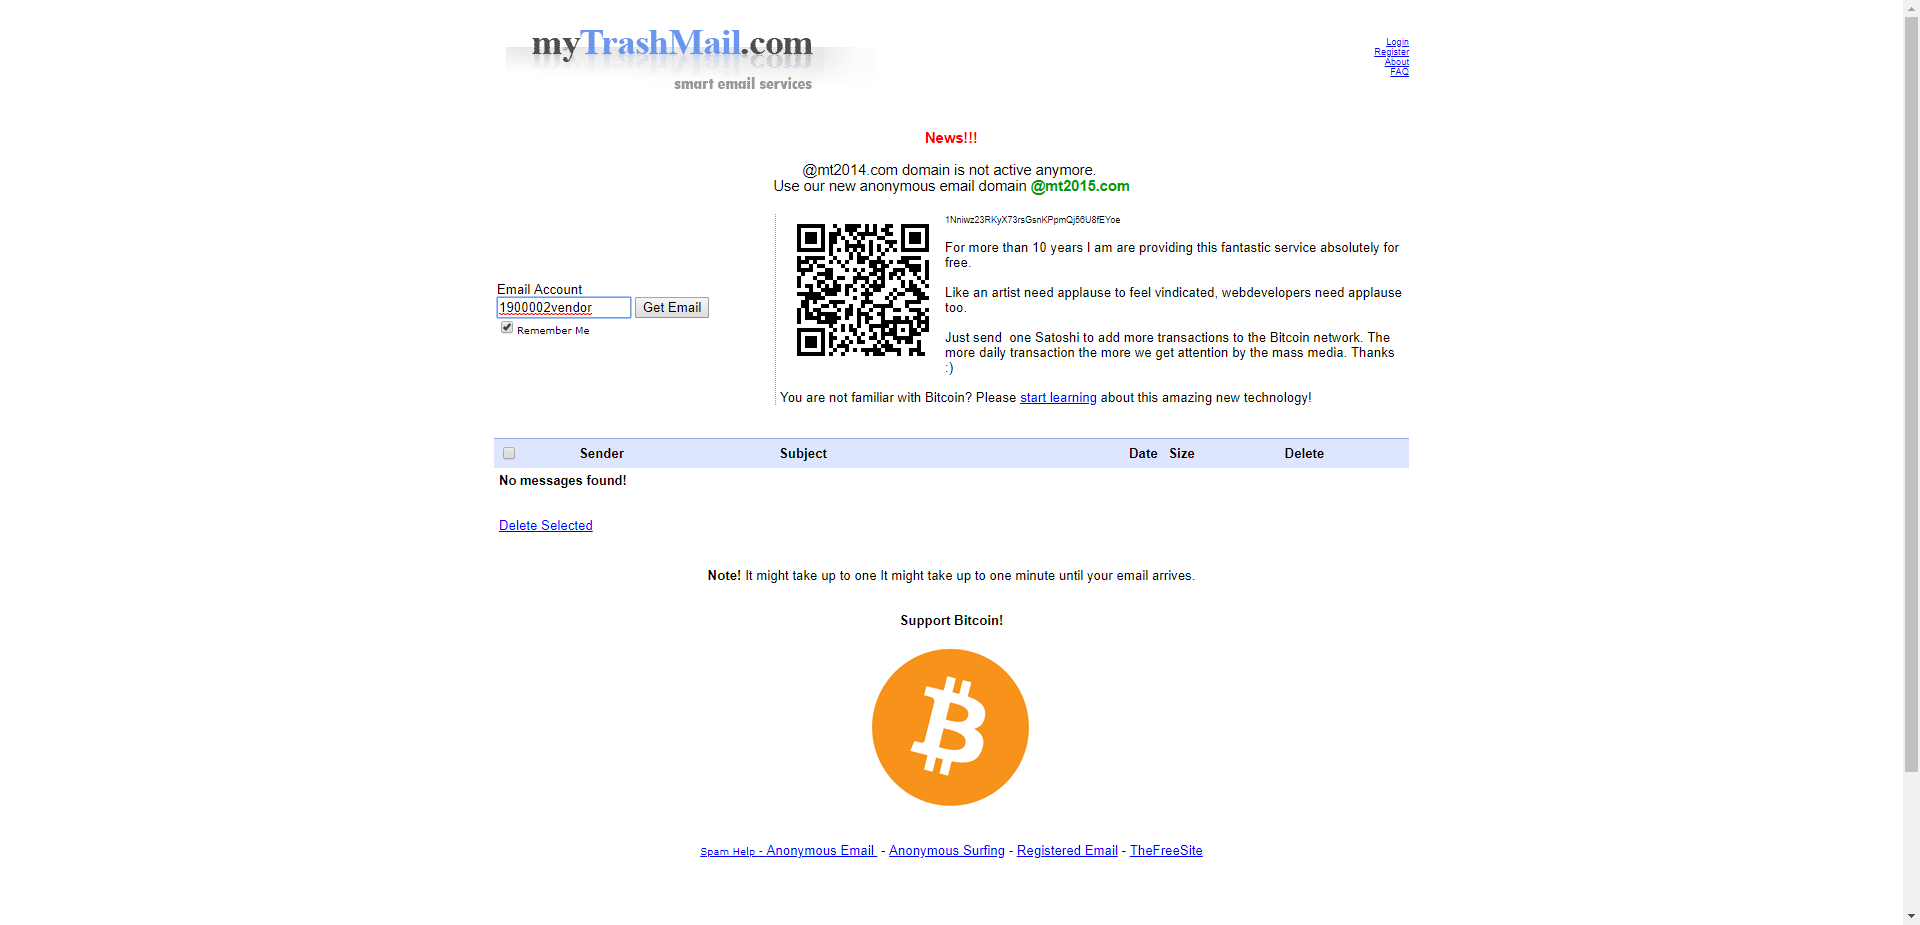 myTrashMail.com
smart email services
Login
Register
About
FAQ
News!!!
@mt2014.com domain is not active anymore.
Use our new anonymous email domain @mt2015.com
Email Account
1900002vendor
Get Email
Remember Me
1Nniwz23RKyX73rsGsnKPpmQj56U8fEYoe
For more than 10 years I am are providing this fantastic service absolutely for
free.
Like an artist need applause to feel vindicated, webdevelopers need applause
too.
Just send  one Satoshi to add more transactions to the Bitcoin network. The
more daily transaction the more we get attention by the mass media. Thanks
:)
You are not familiar with Bitcoin? Please start learning about this amazing new technology!
Sender Subject Date Size Delete
No messages found!
Delete Selected
Note! It might take up to one It might take up to one minute until your email arrives.
Support Bitcoin!
Spam Help - Anonymous Email  - Anonymous Surfing - Registered Email - TheFreeSite